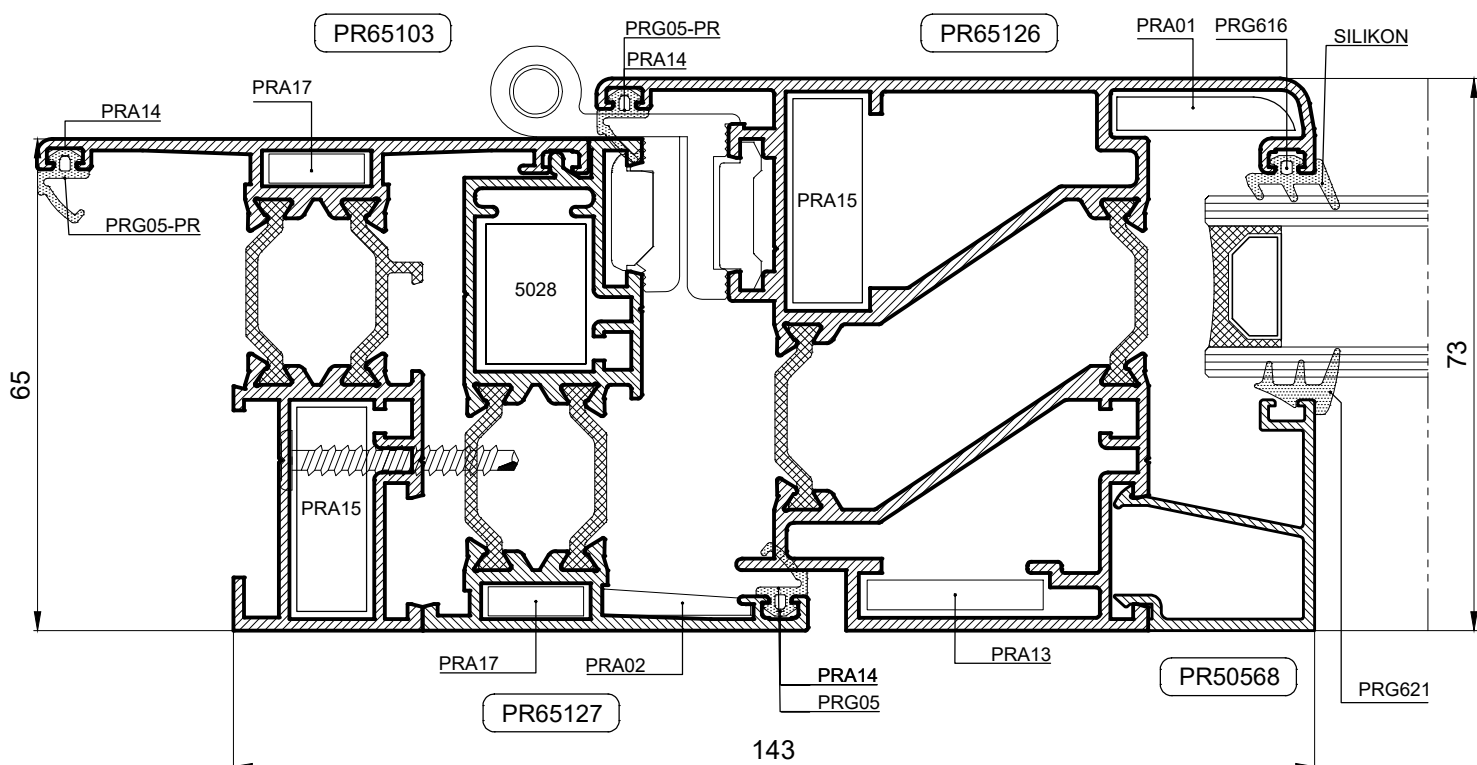 PR65103
PRG05-PR
PR65126
PRA01
PRG616
SILIKON
PRA14
PRA17
PRA14
PRA15
PRG05-PR
5028
65
73
PRA15
PRA17
PRA02
PRA14
PRA13
PR50568
PRG621
PR65127
PRG05
143